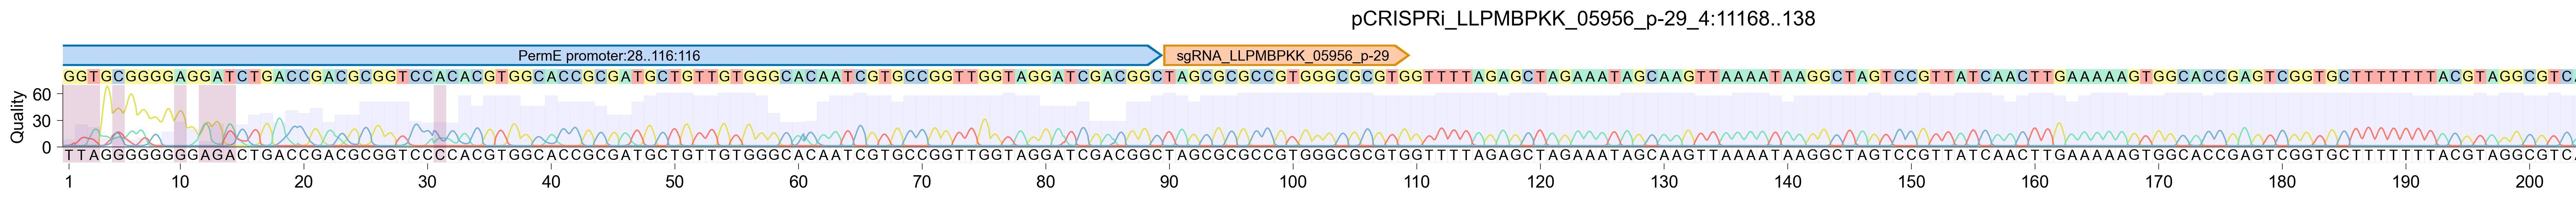 pCRISPRi_LLPMBPKK_05956_p-29_4:11168..138
PermE promoter:28..116:116 sgRNA_LLPMBPKK_05956_p-29
GGTGCGGGGAGGATCTGACCGACGCGGTCCACACGTGGCACCGCGATGCTGTTGTGGGCACAATCGTGCCGGTTGGTAGGATCGACGGCTAGCGCGCCGTGGGCGCGTGGTTTTAGAGCTAGAAATAGCAAGTTAAAATAAGGCTAGTCCGTTATCAACTTGAAAAAGTGGCACCGAGTCGGTGCTTTTTTTACGTAGGCGTCA
Quality
60
30
0
TTAGGGGGGGGAGACTGACCGACGCGGTCCCCACGTGGCACCGCGATGCTGTTGTGGGCACAATCGTGCCGGTTGGTAGGATCGACGGCTAGCGCGCCGTGGGCGCGTGGTTTTAGAGCTAGAAATAGCAAGTTAAAATAAGGCTAGTCCGTTATCAACTTGAAAAAGTGGCACCGAGTCGGTGCTTTTTTTACGTAGGCGTCA
1 10 20 30 40 50 60 70 80 90 100 110 120 130 140 150 160 170 180 190 200